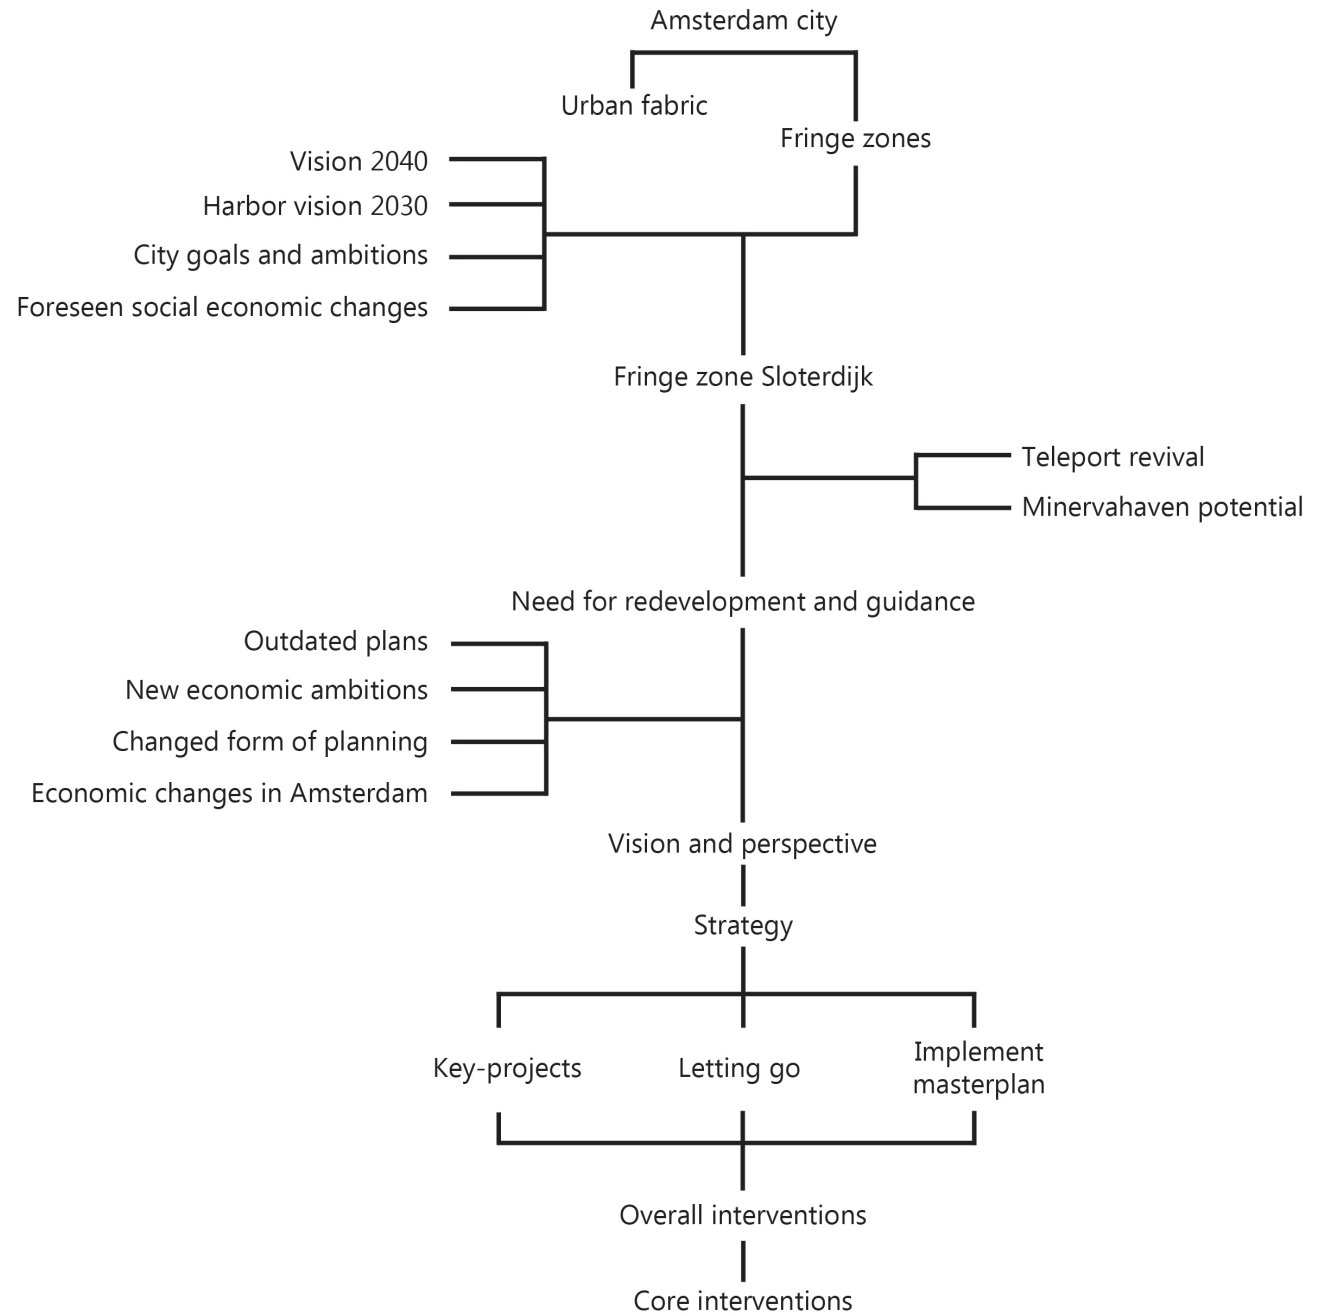 Amsterdam city
Urban fabric
Fringe zones
Vision 2040
Harbor vision 2030
City goals and ambitions
Foreseen social economic changes
Fringe zone Sloterdijk
Teleport revival
Minervahaven potential
Need for redevelopment and guidance
Outdated plans
New economic ambitions
Changed form of planning
Economic changes in Amsterdam
Vision and perspective
Strategy
Key-projects
Letting go
Implement
masterplan
Overall interventions
Core interventions